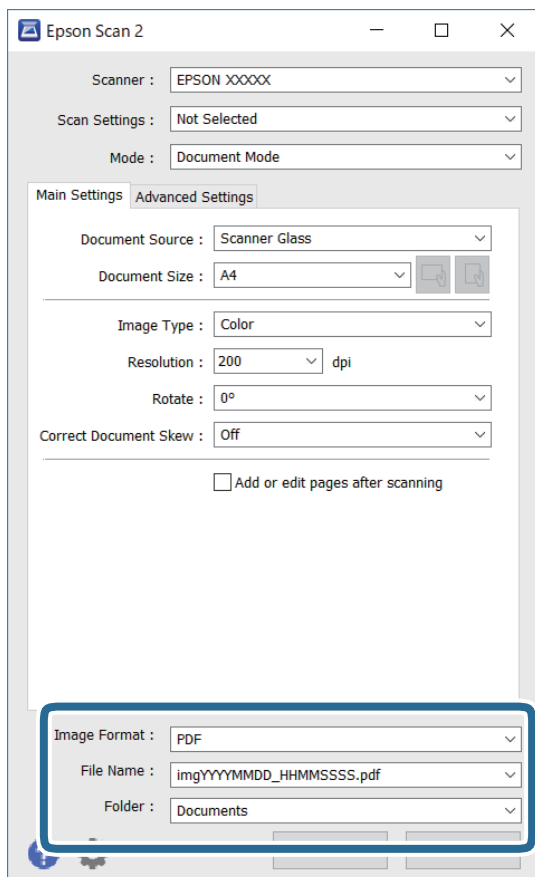 Epson Scan 2
Scanner : EPSON XXXXX
Scan Settings : Not Selected
Mode : Document Mode
Main Settings Advanced Settings
Document Source : Scanner Glass
Document Size : A4
Image Type : Color
Resolution : 200 dpi
Rotate : 0°
Correct Document Skew : Off
Add or edit pages after scanning
Image Format : PDF
File Name : imgYYYYMMDD_HHMMSSSS.pdf
Folder : Documents